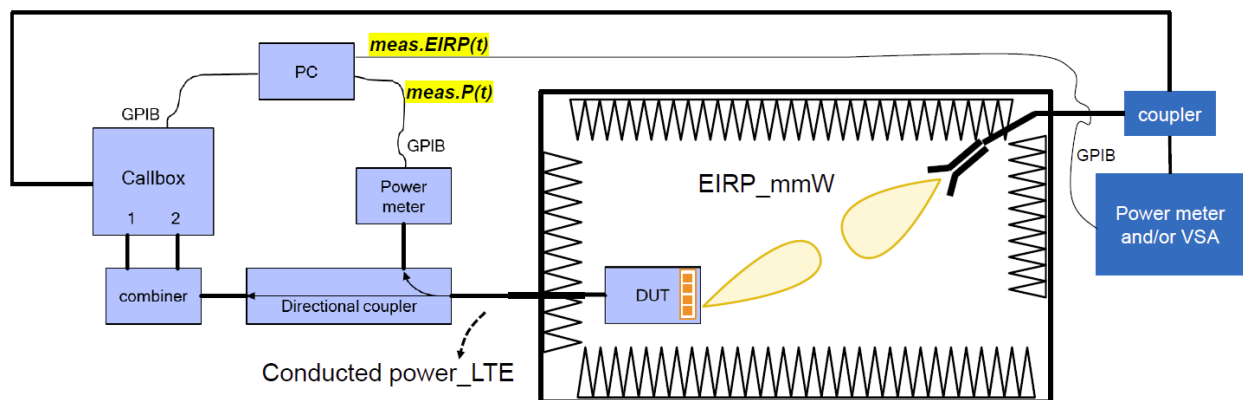 meas.EIRP(t)
PC
meas.P(t)
GPIB
GPIB
coupler
GPIB
Callbox
1 2
Power
meter
EIRP_mmW
Power meter
and/or VSA
combiner
Directional coupler
DUT
Conducted power_LTE